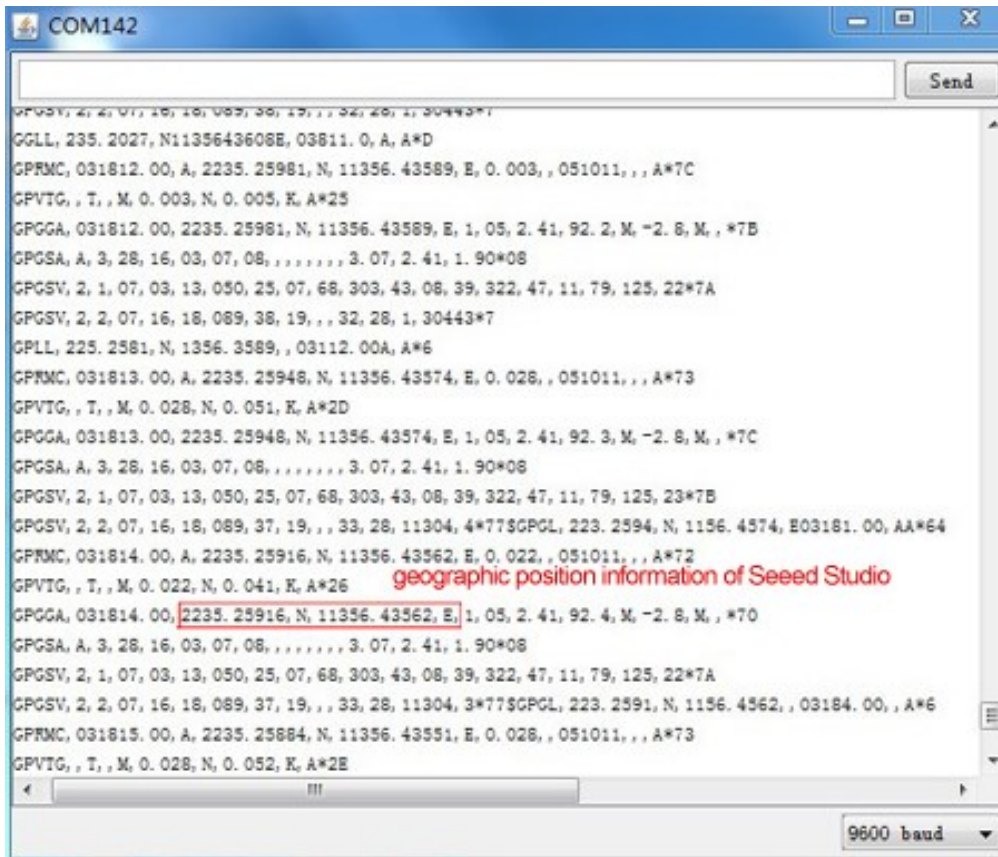 COM142
Send
GPGSV, 2, 2, 07, 16, 18, 089, 38, 19, , , 32, 28, 1, 30443*7
GGLL, 235. 2027, N1135643608E, 03811. 0, A, A*D
GPRMC, 031812. 00, A, 2235. 25981, N, 11356. 43589, E, 0. 003, , 051011, , , A*7C
GPVTG, , T, , M, 0. 003, N, 0. 005, K, A*25
GPGGA, 031812. 00, 2235. 25981, N, 11356. 43589, E, 1, 05, 2. 41, 92. 2, M, -2. 8, M, , *7B
GPGSA, A, 3, 28, 16, 03, 07, 08, , , , , , , , 3. 07, 2. 41, 1. 90*08
GPGSV, 2, 1, 07, 03, 13, 050, 25, 07, 68, 303, 43, 08, 39, 322, 47, 11, 79, 125, 22*7A
GPGSV, 2, 2, 07, 16, 18, 089, 38, 19, , , 32, 28, 1, 30443*7
GPLL, 225. 2581, N, 1356. 3589, , 03112. 00A, A*6
GPRMC, 031813. 00, A, 2235. 25948, N, 11356. 43574, E, 0. 028, , 051011, , , A*73
GPVTG, , T, , M, 0. 028, N, 0. 051, K, A*2D
GPGGA, 031813. 00, 2235. 25948, N, 11356. 43574, E, 1, 05, 2. 41, 92. 3, M, -2. 8, M, , *7C
GPGSA, A, 3, 28, 16, 03, 07, 08, , , , , , , , 3. 07, 2. 41, 1. 90*08
GPGSV, 2, 1, 07, 03, 13, 050, 25, 07, 68, 303, 43, 08, 39, 322, 47, 11, 79, 125, 23*7B
GPGSV, 2, 2, 07, 16, 18, 089, 37, 19, , , 33, 28, 11304, 4*77$GPGL, 223. 2594, N, 1156. 4574, E03181. 00, AA*64
GPRMC, 031814. 00, A, 2235. 25916, N, 11356. 43562, E, 0. 022, , 051011, , , A*72
GPVTG, , T, , M, 0. 022, N, 0. 041, K, A*26
geographic position information of Seeed Studio
GPGGA, 031814. 00, 2235. 25916, N, 11356. 43562, E, 1, 05, 2. 41, 92. 4, M, -2. 8, M, , *70
GPGSA, A, 3, 28, 16, 03, 07, 08, , , , , , , , 3. 07, 2. 41, 1. 90*08
GPGSV, 2, 1, 07, 03, 13, 050, 25, 07, 68, 303, 43, 08, 39, 322, 47, 11, 79, 125, 22*7A
GPGSV, 2, 2, 07, 16, 18, 089, 37, 19, , , 33, 28, 11304, 3*77$GPGL, 223. 2591, N, 1156. 4562, , 03184. 00, , A*6
GPRMC, 031815. 00, A, 2235. 25884, N, 11356. 43551, E, 0. 028, , 051011, , , A*73
GPVTG, , T, , M, 0. 028, N, 0. 052, K, A*2E
9600 baud